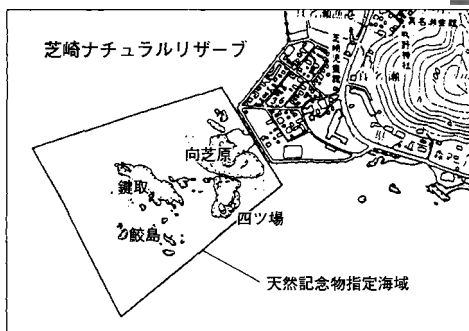 芝崎ナチュラルリザーブ
向芝原
鍵取
四ツ場
鮫島
天然記念物指定海域